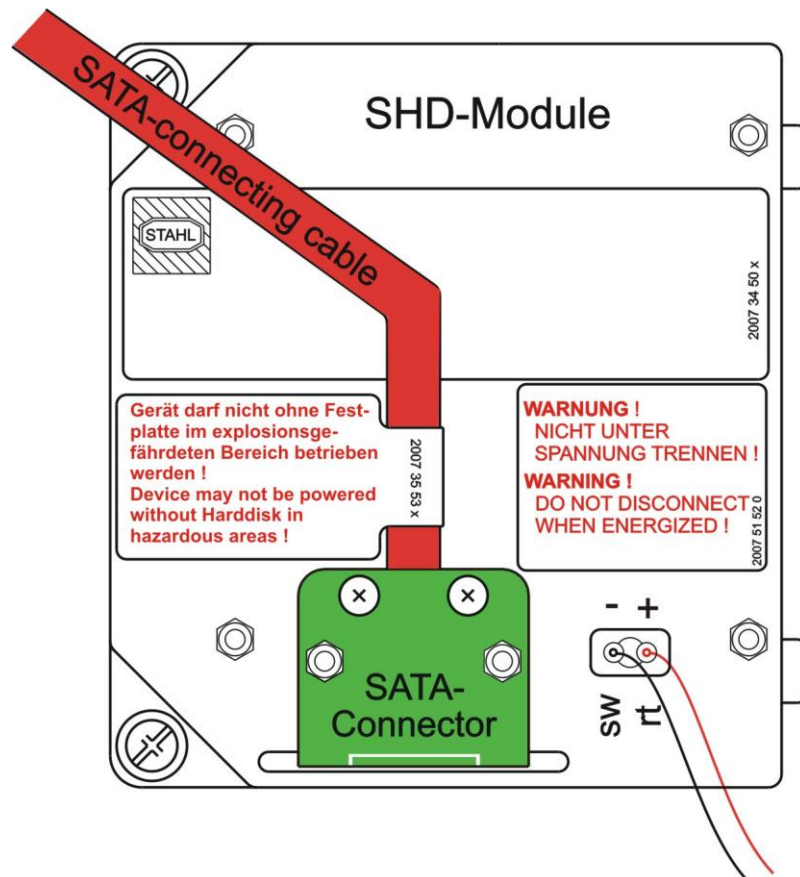 SATA-connecting cable
SHD-Module
STAHL
2007 34 50 x
Gerät darf nicht ohne Fest-
platte im explosionsge-
fährdeten Bereich betrieben
werden !
Device may not be powered
without Harddisk in
hazardous areas !
2007 35 53 x
WARNUNG !
NICHT UNTER
SPANNUNG TRENNEN !
WARNING !
DO NOT DISCONNECT
WHEN ENERGIZED !
2007 51 52 0
- +
sw
rt
SATA-
Connector